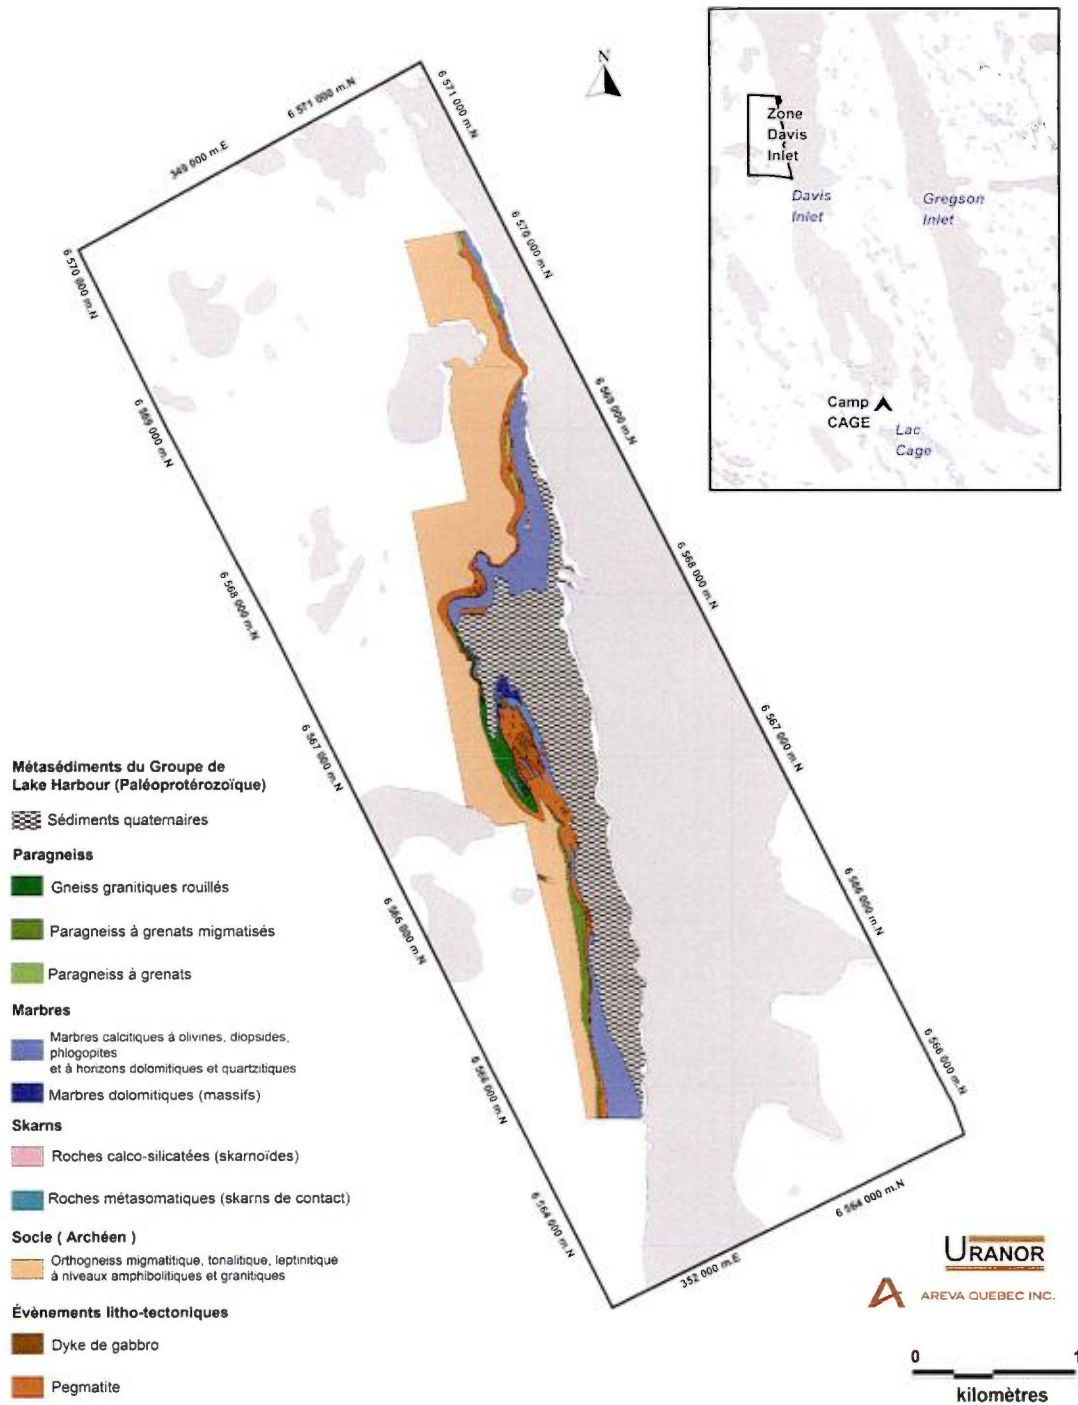 N
Zone
Davis
Inlet
Davis
Inlet
Gregson
Inlet
Camp
CAGE
Lac
Cage
349 000 m.E
6 571 000 m.N
6 571 000 m.N
6 570 000 m.N
6 570 000 m.N
6 569 000 m.N
6 569 000 m.N
6 568 000 m.N
6 568 000 m.N
6 567 000 m.N
6 567 000 m.N
6 566 000 m.N
6 566 000 m.N
6 566 000 m.N
6 564 000 m.N
6 564 000 m.N
352 000 m.E
Métasédiments du Groupe de
Lake Harbour (Paléoprotérozoïque)
Sédiments quaternaires
Paragneiss
Gneiss granitiques rouillés
Paragneiss à grenats migmatisés
Paragneiss à grenats
Marbres
Marbres calcitiques à olivines, diopsides,
phlogopites
et à horizons dolomitiques et quartzitiques
Marbres dolomitiques (massifs)
Skarns
Roches calco-silicatées (skarnoïdes)
Roches métasomatiques (skarns de contact)
Socle ( Archéen )
Orthogneiss migmatitique, tonalitique, leptinitique
à niveaux amphibolitiques et granitiques
Évènements litho-tectoniques
Dyke de gabbro
Pegmatite
URANOR
AREVA QUEBEC INC.
0 1
kilomètres